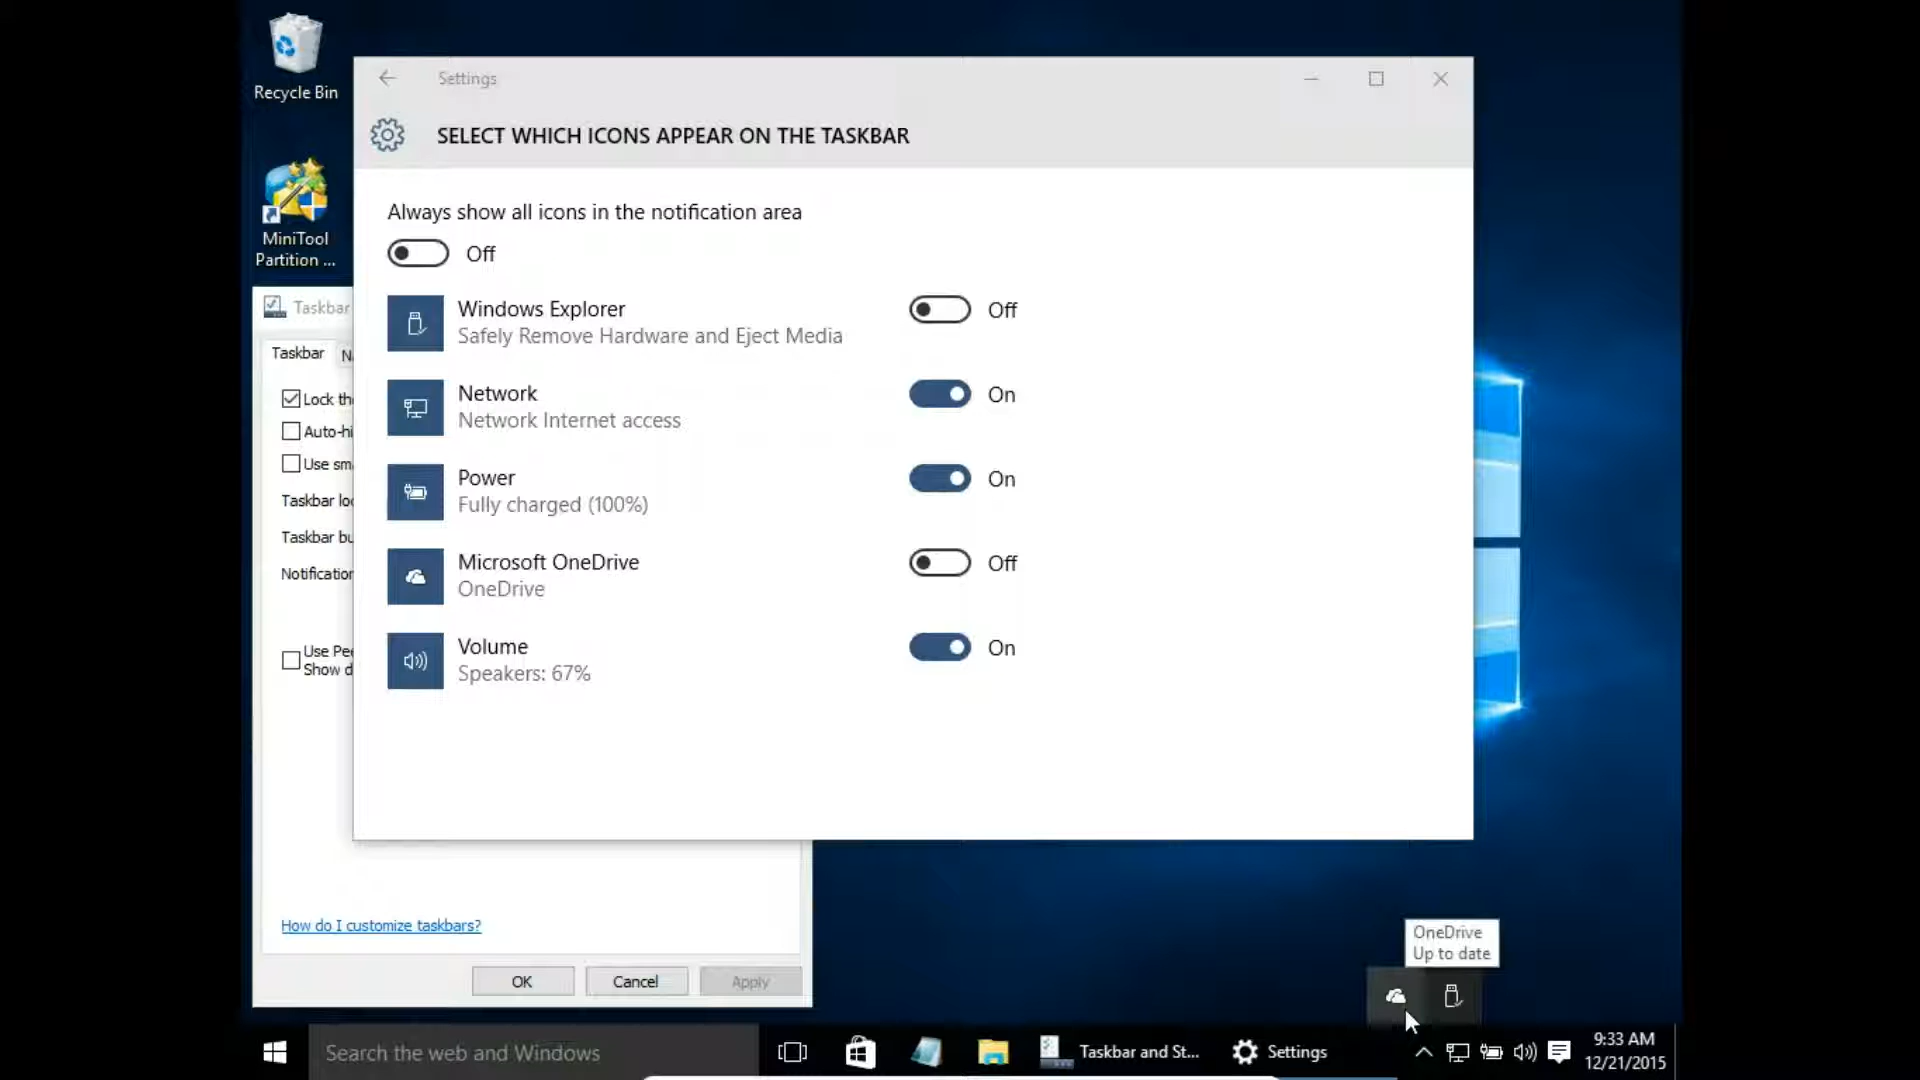 Recycle Bin
MiniTool
Partition ...
Settings
SELECT WHICH ICONS APPEAR ON THE TASKBAR
Always show all icons in the notification area
Off
Windows Explorer
Safely Remove Hardware and Eject Media
Off
Network
Network Internet access
On
Power
Fully charged (100%)
On
Microsoft OneDrive
OneDrive
Off
Volume
Speakers: 67%
On
Taskbar
Taskbar
Lock
Auto-hi
Use sm
Taskbar lo
Taskbar bu
Notification
Use Pee
Show d
How do I customize taskbars?
OK
Cancel
Apply
OneDrive
Up to date
Search the web and Windows
Taskbar and St...
Settings
9:33 AM
12/21/2015